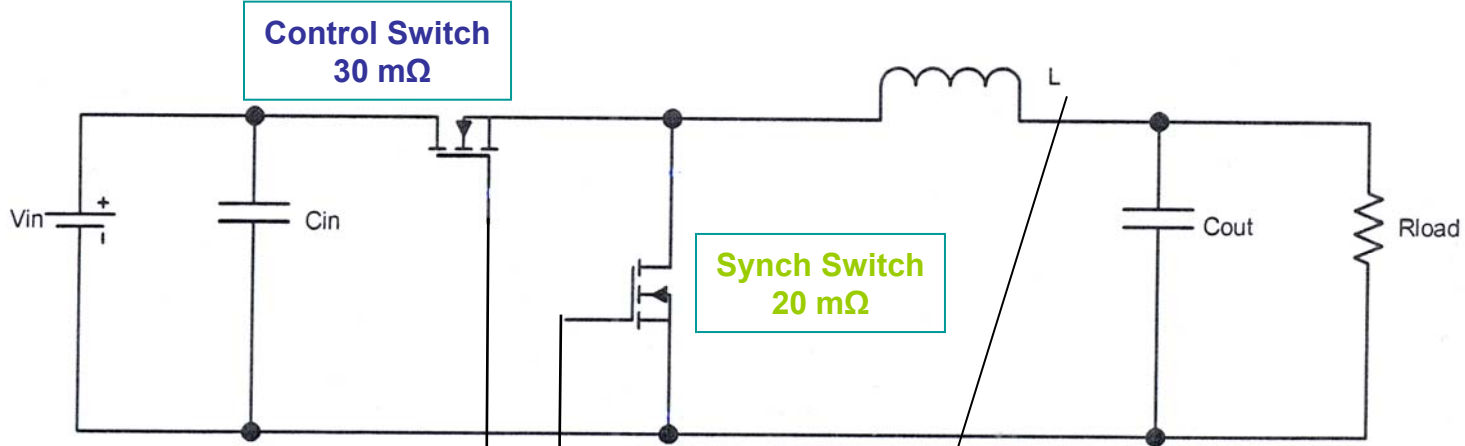 Control Switch
30 mΩ
L
Vin
+
Cin
Synch Switch
20 mΩ
Cout
Rload